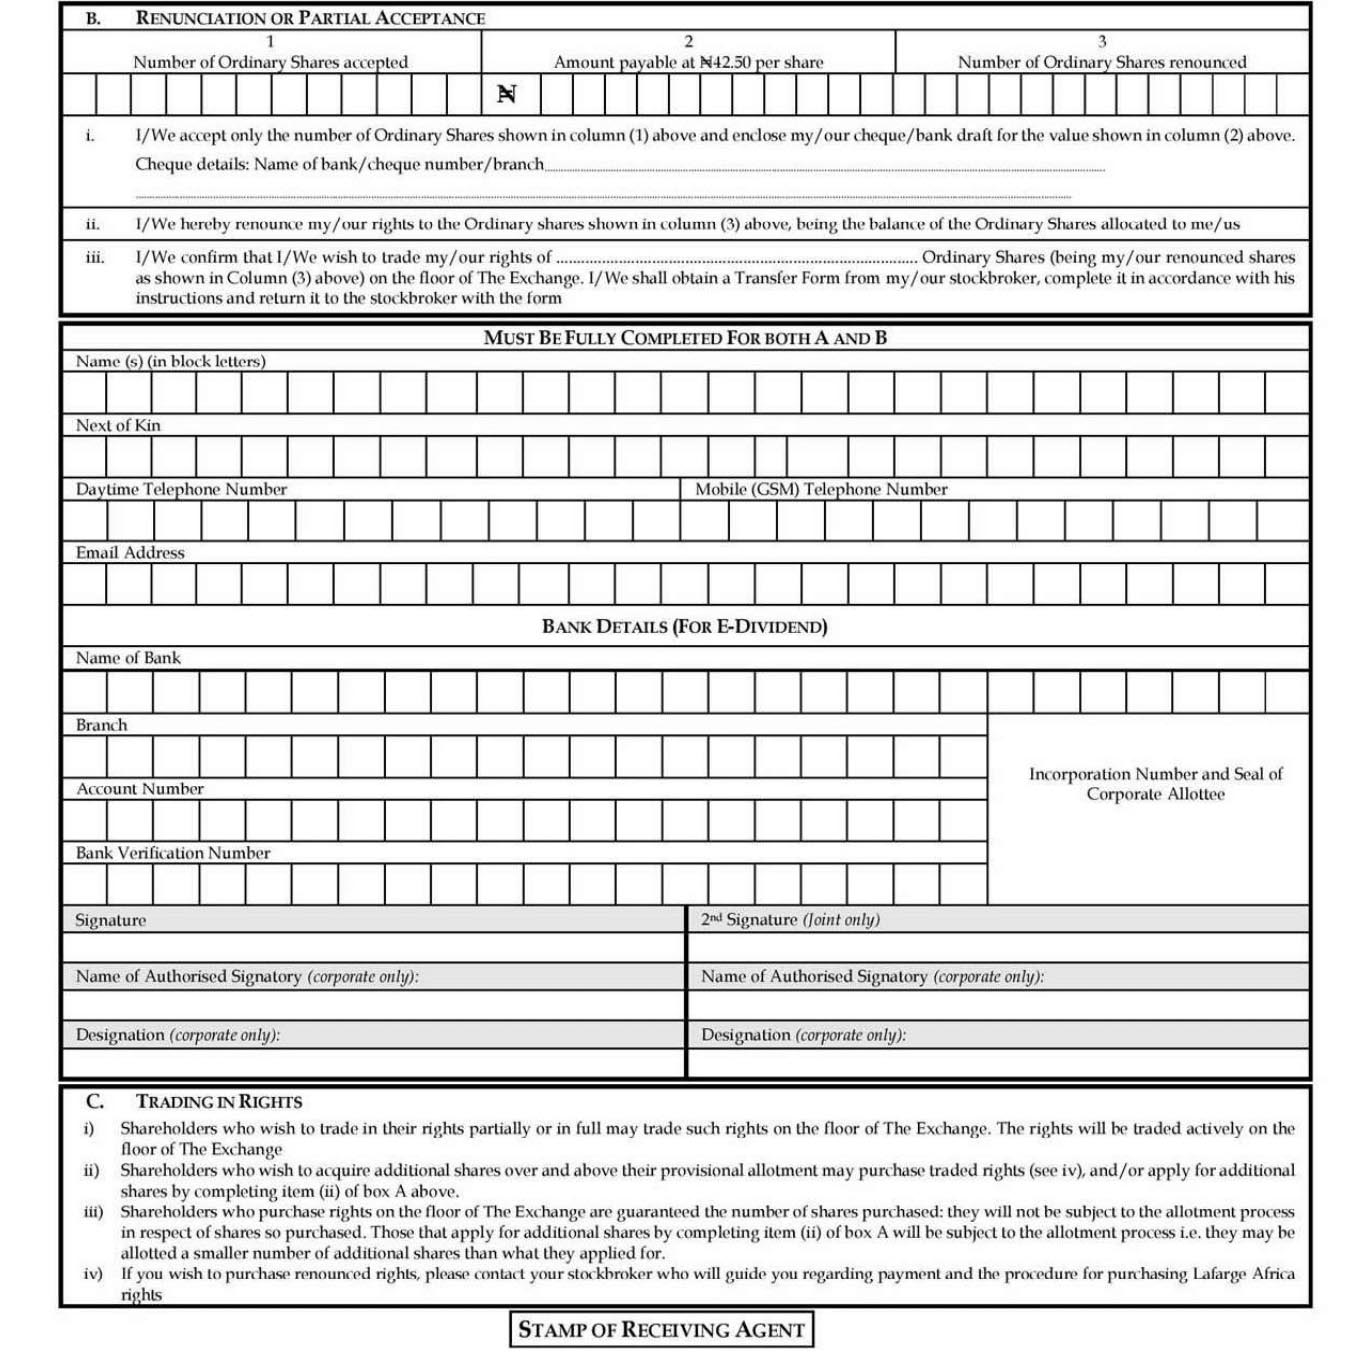 B. RENUNCIATION OR PARTIAL ACCEPTANCE
1
Number of Ordinary Shares accepted
2
Amount payable at ₦42.50 per share
3
Number of Ordinary Shares renounced
₦
i. I/We accept only the number of Ordinary Shares shown in column (1) above and enclose my/our cheque/bank draft for the value shown in column (2) above.
Cheque details: Name of bank/cheque number/branch
ii. I/We hereby renounce my/our rights to the Ordinary shares shown in column (3) above, being the balance of the Ordinary Shares allocated to me/us
iii. I/We confirm that I/We wish to trade my/our rights of ........ Ordinary Shares (being my/our renounced shares
as shown in Column (3) above) on the floor of The Exchange. I/We shall obtain a Transfer Form from my/our stockbroker, complete it in accordance with his
instructions and return it to the stockbroker with the form
MUST BE FULLY COMPLETED FOR BOTH A AND B
Name (s) (in block letters)
Next of Kin
Daytime Telephone Number
Mobile (GSM) Telephone Number
Email Address
BANK DETAILS (FOR E-DIVIDEND)
Name of Bank
Branch
Incorporation Number and Seal of
Corporate Allottee
Account Number
Bank Verification Number
Signature
2nd Signature (Joint only)
Name of Authorised Signatory (corporate only):
Name of Authorised Signatory (corporate only):
Designation (corporate only):
Designation (corporate only):
C. TRADING IN RIGHTS
i) Shareholders who wish to trade in their rights partially or in full may trade such rights on the floor of The Exchange. The rights will be traded actively on the
floor of The Exchange
ii) Shareholders who wish to acquire additional shares over and above their provisional allotment may purchase traded rights (see iv), and/or apply for additional
shares by completing item (ii) of box A above.
iii) Shareholders who purchase rights on the floor of The Exchange are guaranteed the number of shares purchased: they will not be subject to the allotment process
in respect of shares so purchased. Those that apply for additional shares by completing item (ii) of box A will be subject to the allotment process i.e. they may be
allotted a smaller number of additional shares than what they applied for.
iv) If you wish to purchase renounced rights, please contact your stockbroker who will guide you regarding payment and the procedure for purchasing Lafarge Africa
rights
STAMP OF RECEIVING AGENT